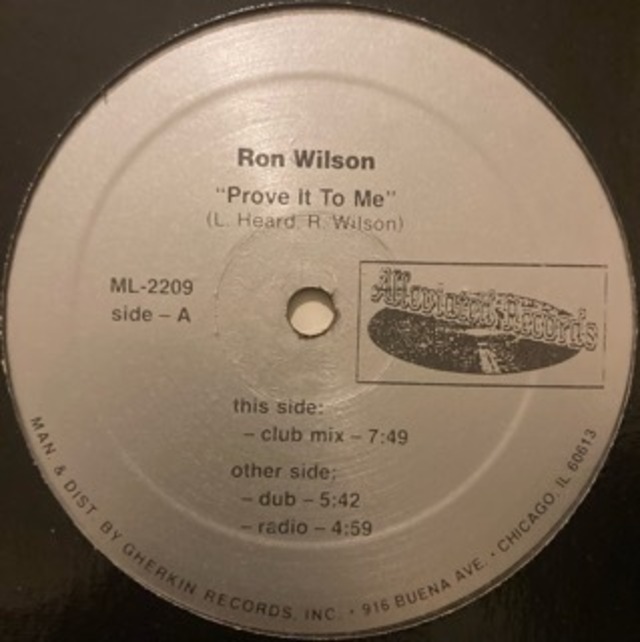 Ron Wilson
"Prove It To Me"
(L. Heard, R. Wilson)
ML-2209
side – A
Alleviated Records
this side:
– club mix – 7:49
other side:
– dub – 5:42
– radio – 4:59
MAN & DIST BY GHERKIN RECORDS, INC. • 916 BUENA AVE. • CHICAGO, IL 60613